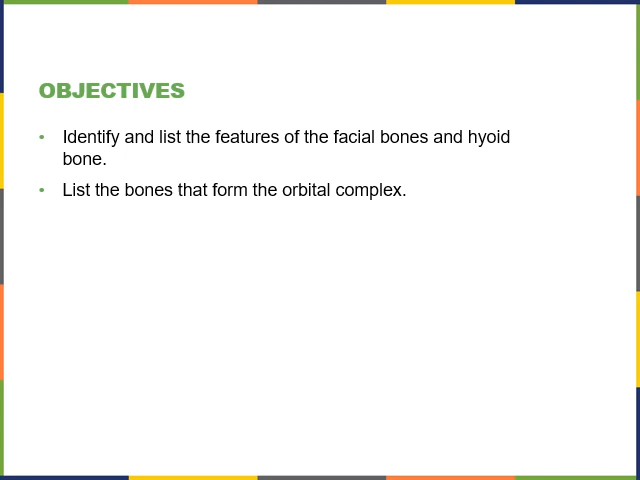 OBJECTIVES
• Identify and list the features of the facial bones and hyoid
bone.
• List the bones that form the orbital complex.